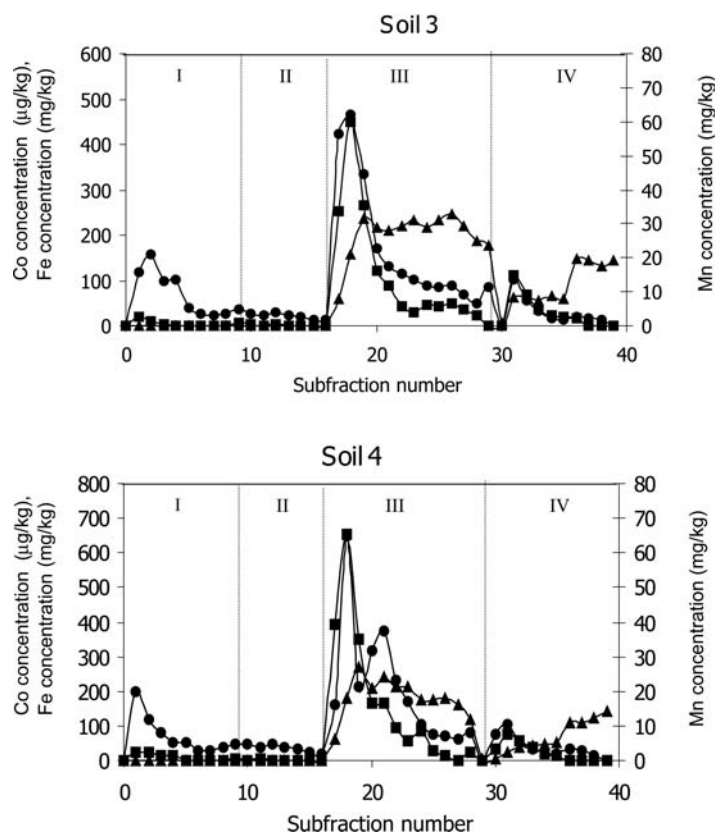 Soil 3
600
500
400
300
200
100
0
80
70
60
50
40
30
20
10
0
I II III IV
0 10 20 30 40
Subfraction number
Co concentration (µg/kg),
Fe concentration (mg/kg)
Mn concentration (mg/kg)
Soil 4
800
700
600
500
400
300
200
100
0
80
70
60
50
40
30
20
10
0
I II III IV
0 10 20 30 40
Subfraction number
Co concentration (µg/kg),
Fe concentration (mg/kg)
Mn concentration (mg/kg)